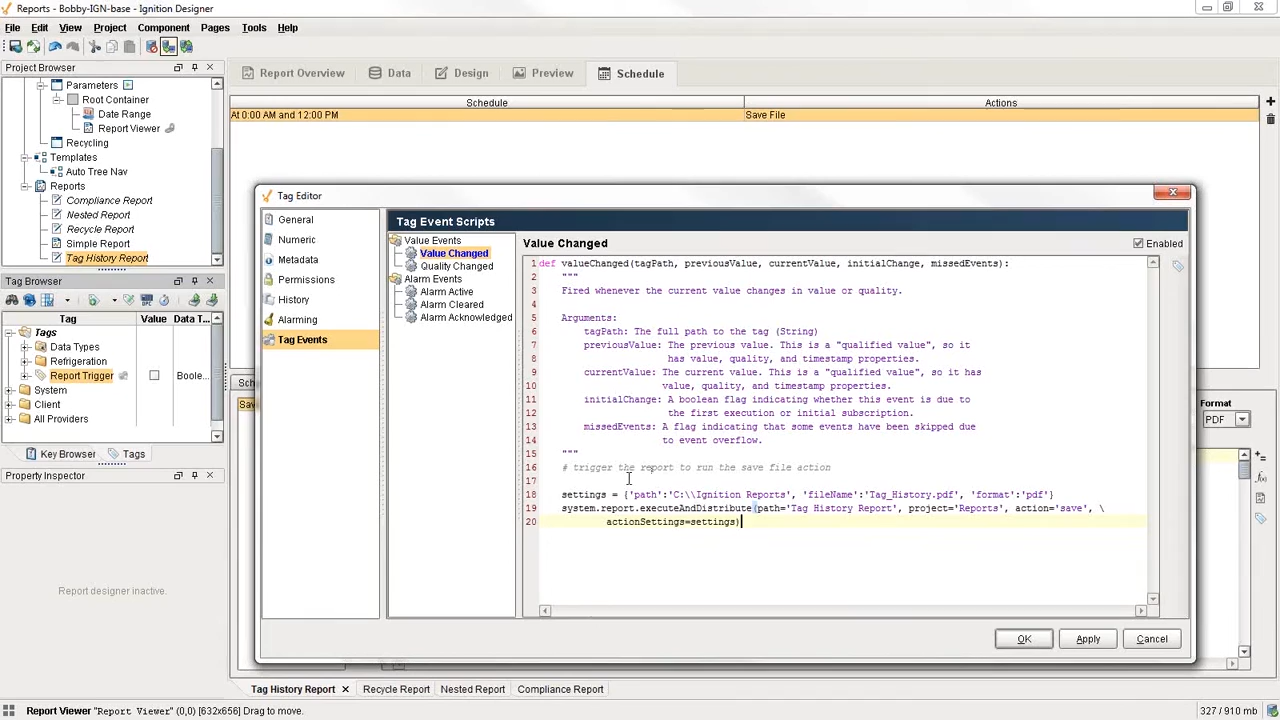 Reports - Bobby-IGN-base - Ignition Designer
File Edit View Project Component Pages Tools Help
Project Browser
Parameters
Root Container
Date Range
Report Viewer
Recycling
Templates
Auto Tree Nav
Reports
Compliance Report
Nested Report
Recycle Report
Simple Report
Tag History Report
Tag Browser
Tag Value Data T...
Tags
Data Types
Refrigeration
Report Trigger Boole...
System
Client
All Providers
Key Browser Tags
Property Inspector
Report designer inactive.
Report Overview Data Design Preview Schedule
Schedule Actions
At 0:00 AM and 12:00 PM Save File
Format
PDF
Tag Editor
General
Numeric
Metadata
Permissions
History
Alarming
Tag Events
Tag Event Scripts
Value Events
Value Changed
Quality Changed
Alarm Events
Alarm Active
Alarm Cleared
Alarm Acknowledged
Value Changed Enabled
1 def valueChanged(tagPath, previousValue, currentValue, initialChange, missedEvents):
2 """
3 Fired whenever the current value changes in value or quality.
4
5 Arguments:
6 tagPath: The full path to the tag (String)
7 previousValue: The previous value. This is a "qualified value", so it
8 has value, quality, and timestamp properties.
9 currentValue: The current value. This is a "qualified value", so it has
10 value, quality, and timestamp properties.
11 initialChange: A boolean flag indicating whether this event is due to
12 the first execution or initial subscription.
13 missedEvents: A flag indicating that some events have been skipped due
14 to event overflow.
15 """
16 # trigger the report to run the save file action
17
18 settings = {'path':'C:\\Ignition Reports', 'fileName':'Tag_History.pdf', 'format':'pdf'}
19 system.report.executeAndDistribute(path='Tag History Report', project='Reports', action='save', \
20 actionSettings=settings)
OK Apply Cancel
Tag History Report Recycle Report Nested Report Compliance Report
Report Viewer "Report Viewer" (0,0) [632x656] Drag to move.
327 / 910 mb